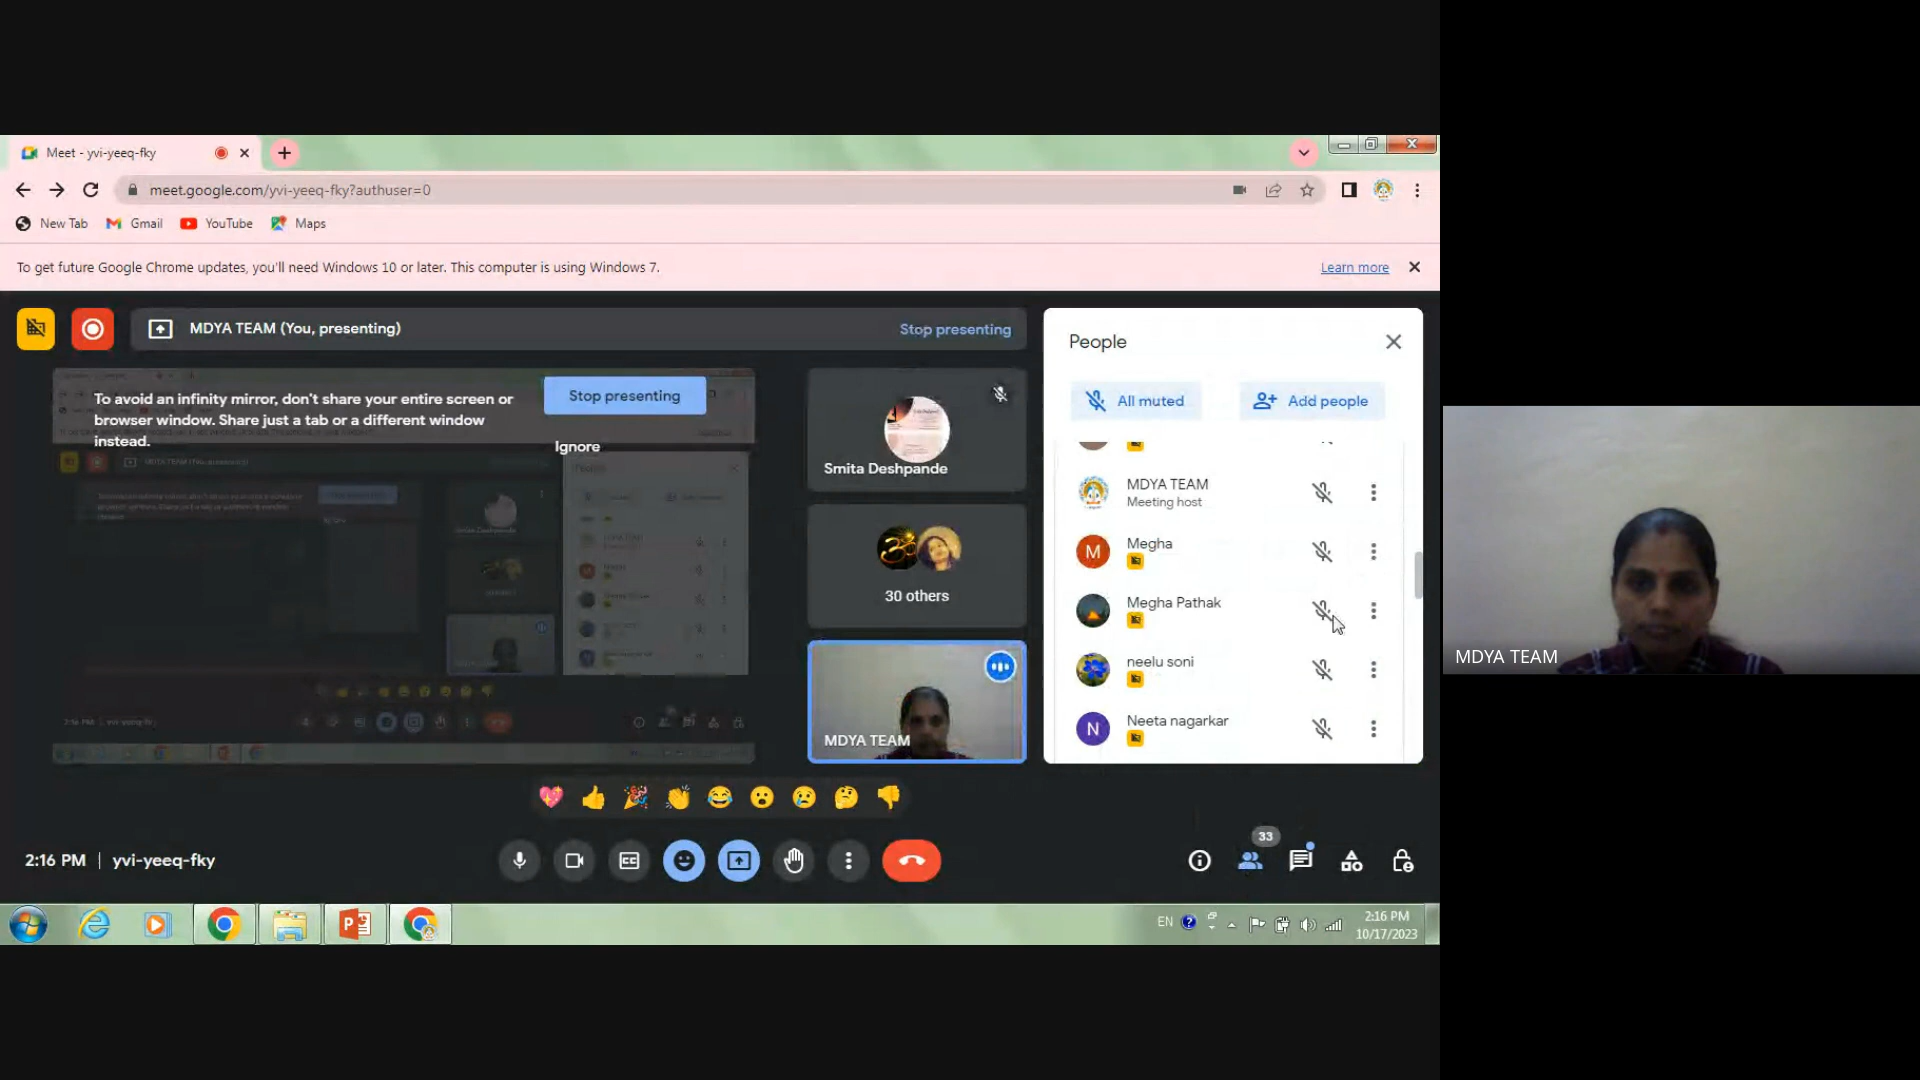 Meet - yvi-yeeq-fky
meet.google.com/yvi-yeeq-fky?authuser=0
New Tab
Gmail
YouTube
Maps
To get future Google Chrome updates, you'll need Windows 10 or later. This computer is using Windows 7.
Learn more
MDYA TEAM (You, presenting)
Stop presenting
To avoid an infinity mirror, don't share your entire screen or
browser window. Share just a tab or a different window
instead.
Stop presenting
Ignore
Smita Deshpande
30 others
MDYA TEAM
People
All muted
Add people
MDYA TEAM
Meeting host
M
Megha
Megha Pathak
neelu soni
N
Neeta nagarkar
33
2:16 PM | yvi-yeeq-fky
EN
2:16 PM
10/17/2023
MDYA TEAM